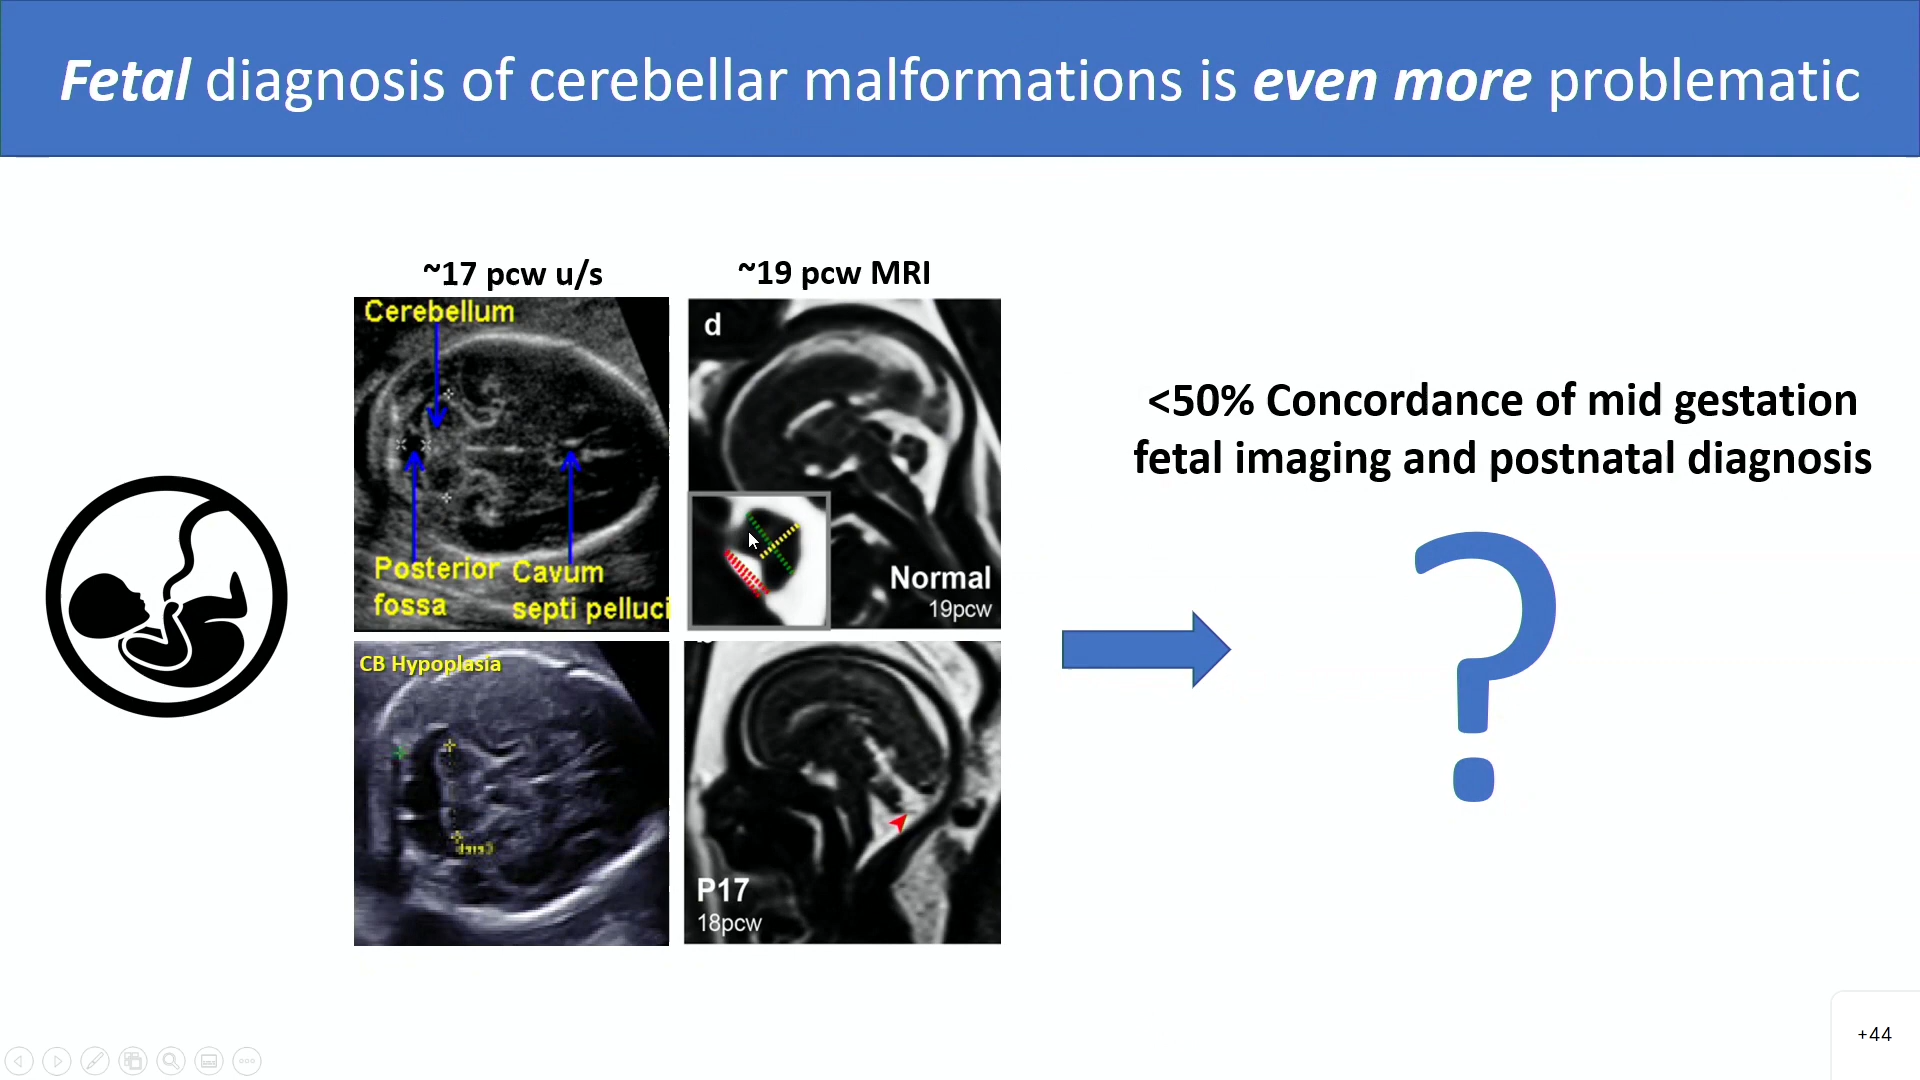 Fetal diagnosis of cerebellar malformations is even more problematic
~17 pcw u/s
~19 pcw MRI
Cerebellum
Posterior
fossa
Cavum
septi pelluci
d
Normal
19pcw
CB Hypoplasia
P17
18pcw
<50% Concordance of mid gestation
fetal imaging and postnatal diagnosis
?
+44